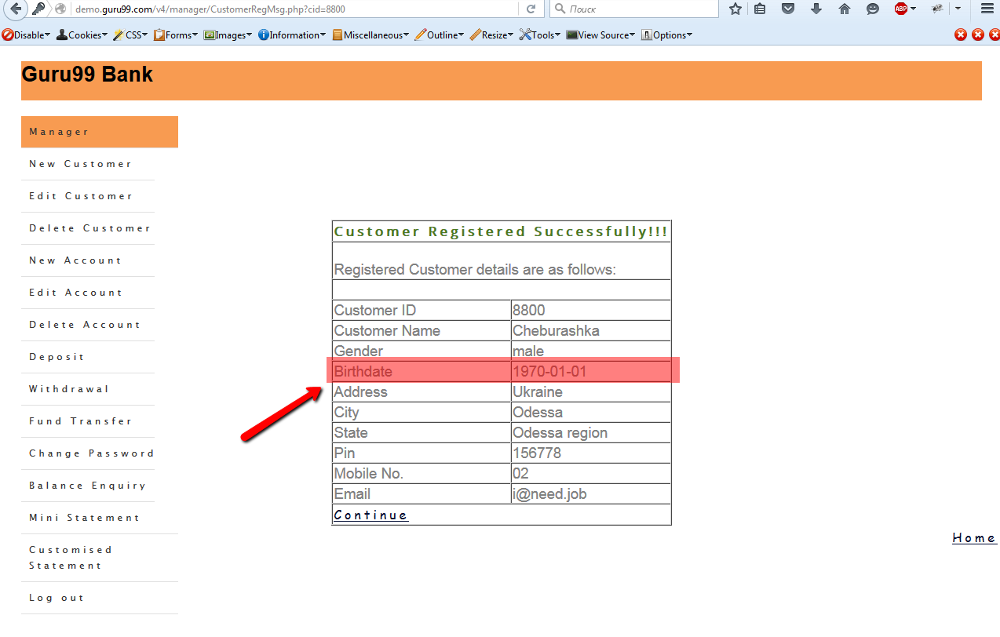 demo.guru99.com/v4/manager/CustomerRegMsg.php?cid=8800
Поиск
ABP
Disable Cookies CSS Forms Images Information Miscellaneous Outline Resize Tools View Source Options
Guru99 Bank
Manager
New Customer
Edit Customer
Delete Customer
New Account
Edit Account
Delete Account
Deposit
Withdrawal
Fund Transfer
Change Password
Balance Enquiry
Mini Statement
Customised
Statement
Log out
Customer Registered Successfully!!!
Registered Customer details are as follows:
Customer ID 8800
Customer Name Cheburashka
Gender male
Birthdate 1970-01-01
Address Ukraine
City Odessa
State Odessa region
Pin 156778
Mobile No. 02
Email i@need.job
Continue
Home